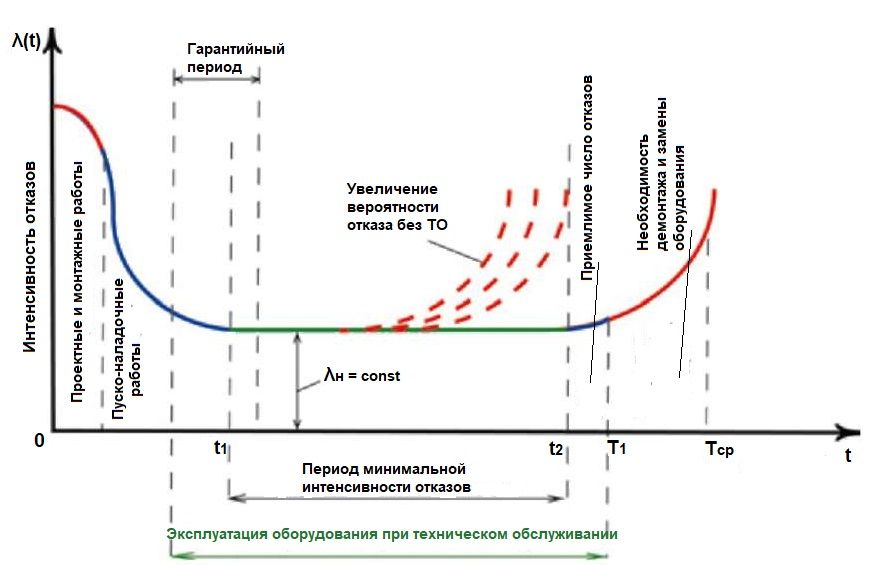 λ(t)
Гарантийный
период
Интенсивность отказов
Проектные и монтажные работы
Пуско-наладочные
работы
Увеличение
вероятности
отказа без ТО
Приемлимое число отказов
Необходимость
демонтажа и замены
оборудования
λн = const
0
t1
t2
T1
Tср
t
Период минимальной
интенсивности отказов
Эксплуатация оборудования при техническом обслуживании